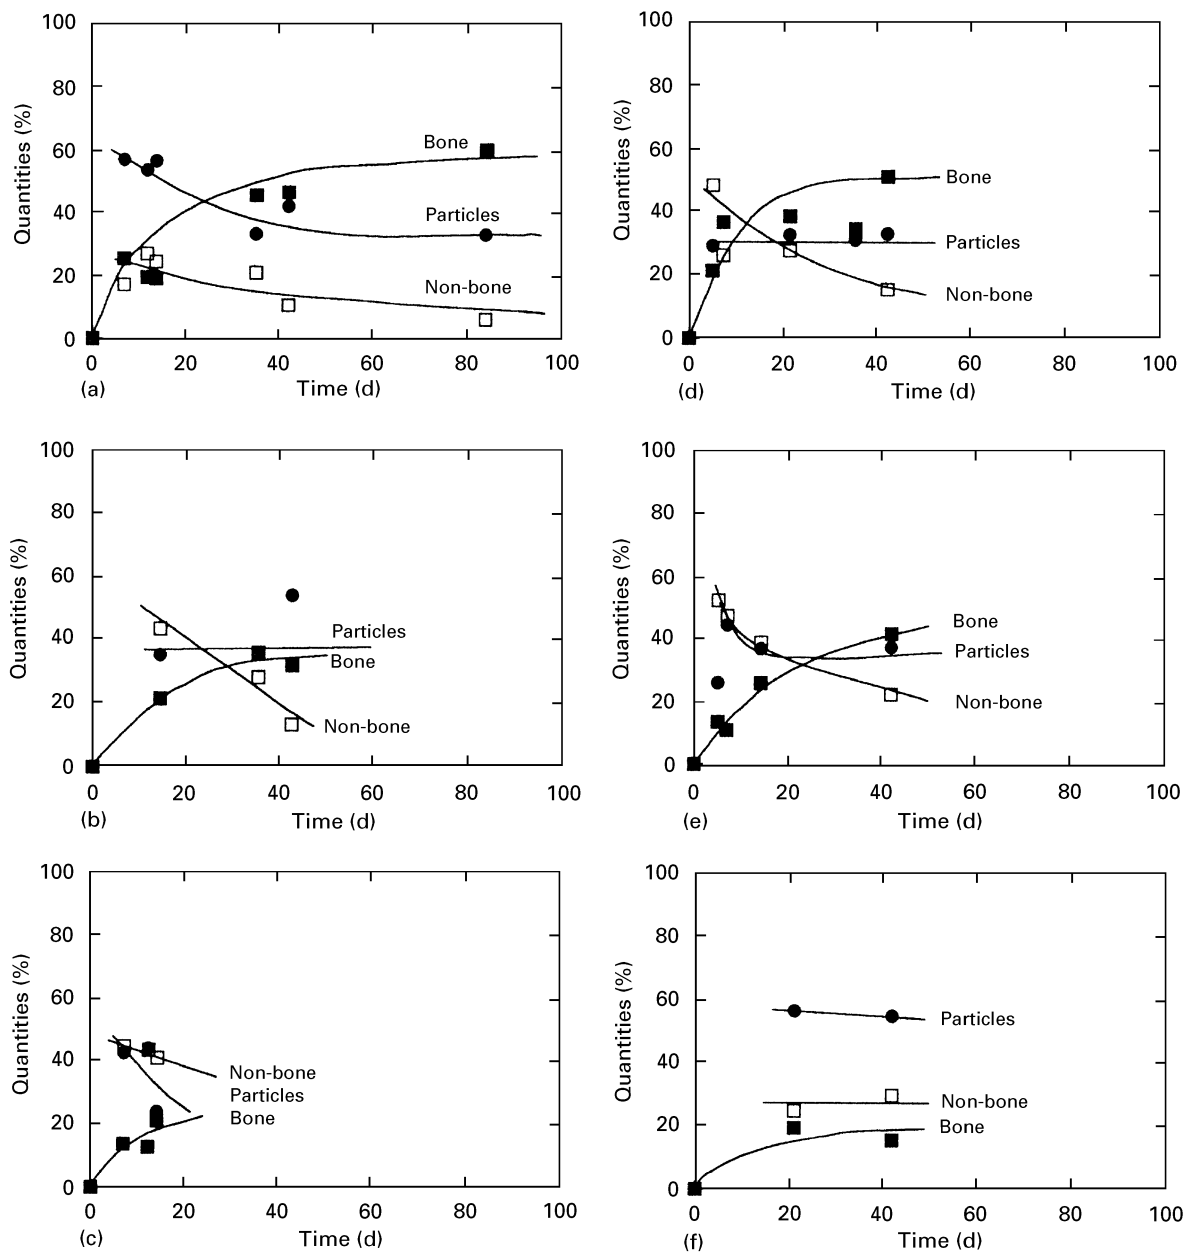 100
80
60
40
20
0
Quantities (%)
Bone
Particles
Non-bone
0 20 40 60 80 100
(a) Time (d)
100
80
60
40
20
0
Quantities (%)
Bone
Particles
Non-bone
0 20 40 60 80 100
(d) Time (d)
100
80
60
40
20
0
Quantities (%)
Particles
Bone
Non-bone
0 20 40 60 80 100
(b) Time (d)
100
80
60
40
20
0
Quantities (%)
Bone
Particles
Non-bone
0 20 40 60 80 100
(e) Time (d)
100
80
60
40
20
0
Quantities (%)
Non-bone
Particles
Bone
0 20 40 60 80 100
(c) Time (d)
100
80
60
40
20
0
Quantities (%)
Particles
Non-bone
Bone
0 20 40 60 80 100
(f) Time (d)